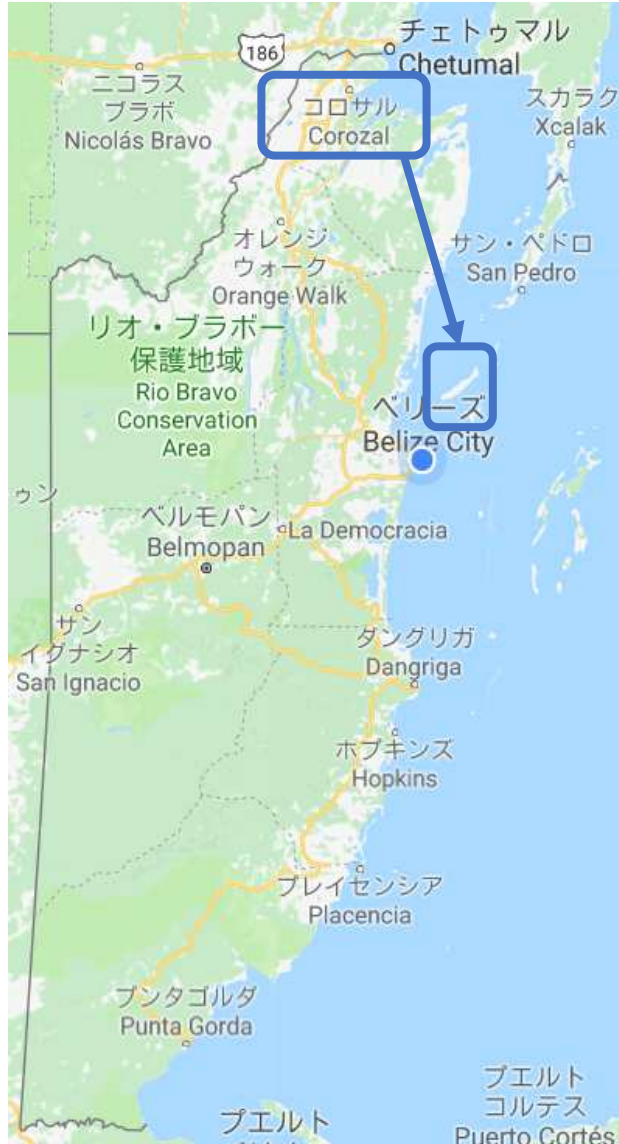 チェトゥマル
Chetumal
186
ニコラス
ブラボ
Nicolás Bravo
コロサル
Corozal
スカラク
Xcalak
オレンジ
ウォーク
Orange Walk
サン・ペドロ
San Pedro
リオ・ブラボー
保護地域
Rio Bravo
Conservation
Area
ベリーズ
Belize City
ゥン
ベルモパン
Belmopan
La Democracia
サン
イグナシオ
San Ignacio
ダングリガ
Dangriga
ホプキンズ
Hopkins
プレイセンシア
Placencia
プンタゴルダ
Punta Gorda
プエルト
コルテス
Puerto Cortés
プエルト